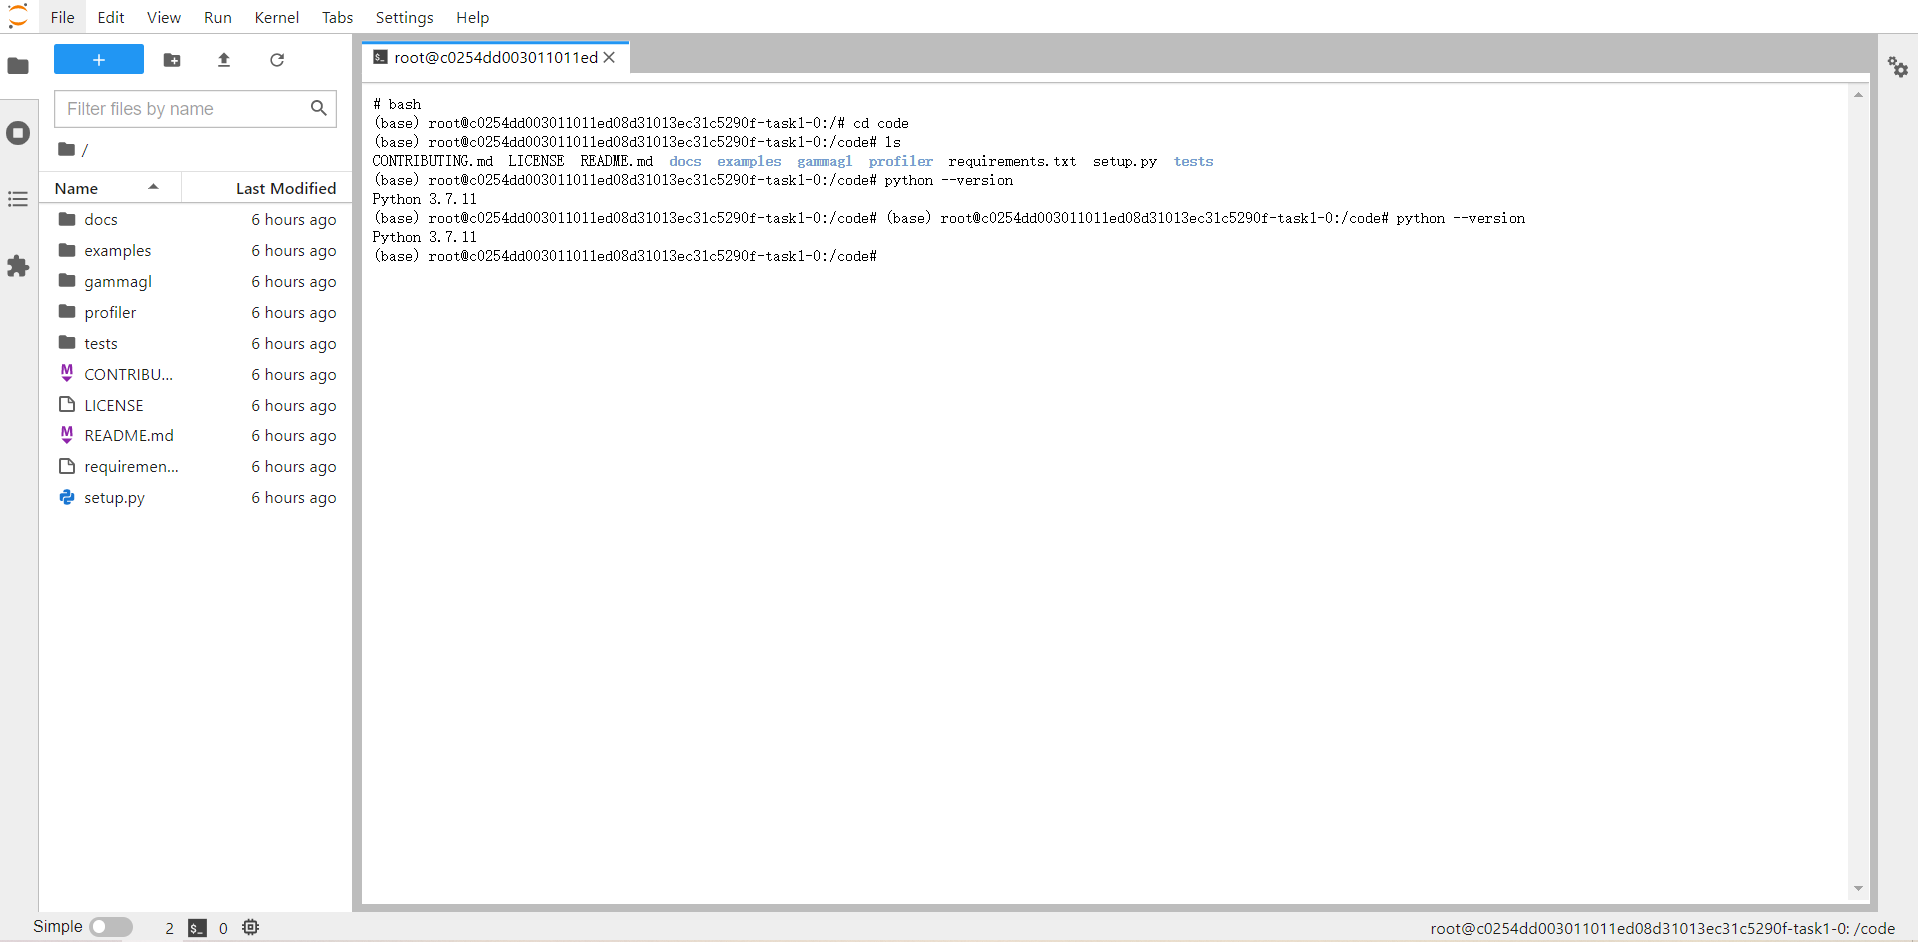 File Edit View Run Kernel Tabs Settings Help
+
Filter files by name
/
Name Last Modified
docs 6 hours ago
examples 6 hours ago
gammagl 6 hours ago
profiler 6 hours ago
tests 6 hours ago
CONTRIBU... 6 hours ago
LICENSE 6 hours ago
README.md 6 hours ago
requiremen... 6 hours ago
setup.py 6 hours ago
root@c0254dd003011011ed
# bash
(base) root@c0254dd003011011ed08d31013ec31c5290f-task1-0:/# cd code
(base) root@c0254dd003011011ed08d31013ec31c5290f-task1-0:/code# ls
CONTRIBUTING.md LICENSE README.md docs examples gammagl profiler requirements.txt setup.py tests
(base) root@c0254dd003011011ed08d31013ec31c5290f-task1-0:/code# python --version
Python 3.7.11
(base) root@c0254dd003011011ed08d31013ec31c5290f-task1-0:/code# (base) root@c0254dd003011011ed08d31013ec31c5290f-task1-0:/code# python --version
Python 3.7.11
(base) root@c0254dd003011011ed08d31013ec31c5290f-task1-0:/code#
Simple 2 $_ 0 root@c0254dd003011011ed08d31013ec31c5290f-task1-0: /code